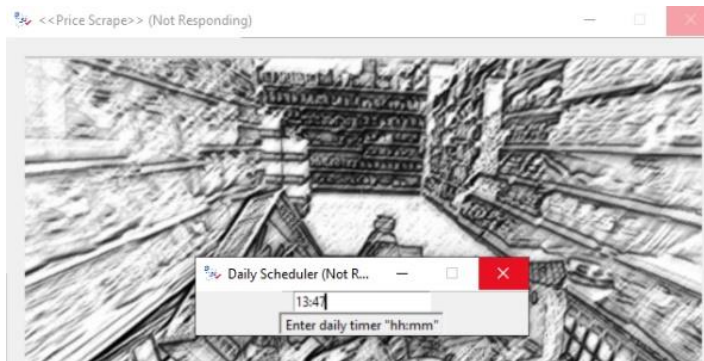 <<Price Scrape>> (Not Responding)
Daily Scheduler (Not R...
13:47
Enter daily timer "hh:mm"